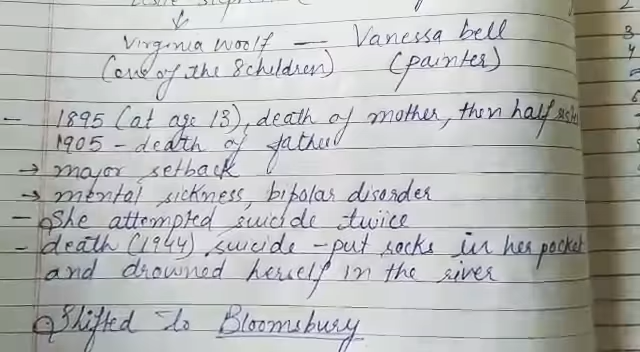 Virginia Woolf — Vanessa bell
(one of the 8 children) (painter)
- 1895 (at age 13), death of mother, then half
1905 - death of father
→ major setback
→ mental sickness, bipolar disorder
- She attempted suicide twice
- death (1944) suicide - put rocks in her pocket
and drowned herself in the river
Shifted to Bloomsbury